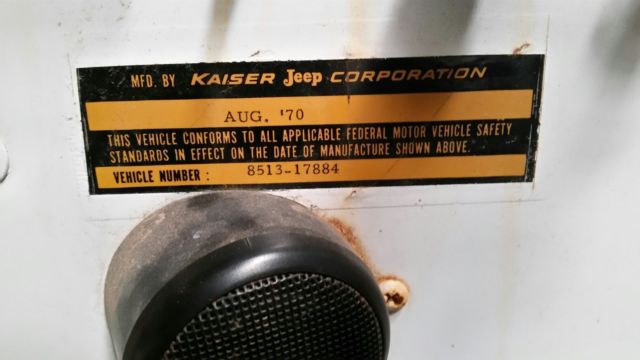 MFD. BY KAISER Jeep CORPORATION
AUG. '70
THIS VEHICLE CONFORMS TO ALL APPLICABLE FEDERAL MOTOR VEHICLE SAFETY
STANDARDS IN EFFECT ON THE DATE OF MANUFACTURE SHOWN ABOVE.
VEHICLE NUMBER : 8513-17884